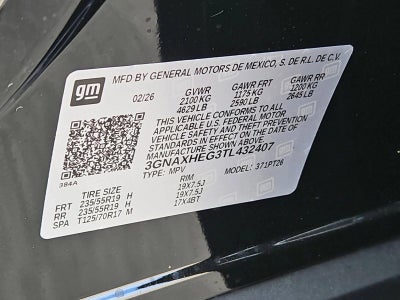 gm
MFD BY GENERAL MOTORS DE MEXICO, S. DE R.L. DE C.V.
02/26 GVWR GAWR FRT GAWR RR
2100 KG 1175 KG 1200 KG
4629 LB 2590 LB 2645 LB
THIS VEHICLE CONFORMS TO ALL
APPLICABLE U.S. FEDERAL MOTOR
VEHICLE SAFETY AND THEFT PREVENTION
STANDARDS IN EFFECT ON THE DATE OF
MANUFACTURE SHOWN ABOVE.
3GNAXHEG3TL432407
TYPE: MPV MODEL: 371PT26
384A
TIRE SIZE RIM
FRT 235/55R19 H 19X7.5J
RR 235/55R19 H 19X7.5J
SPA T125/70R17 M 17X4BT